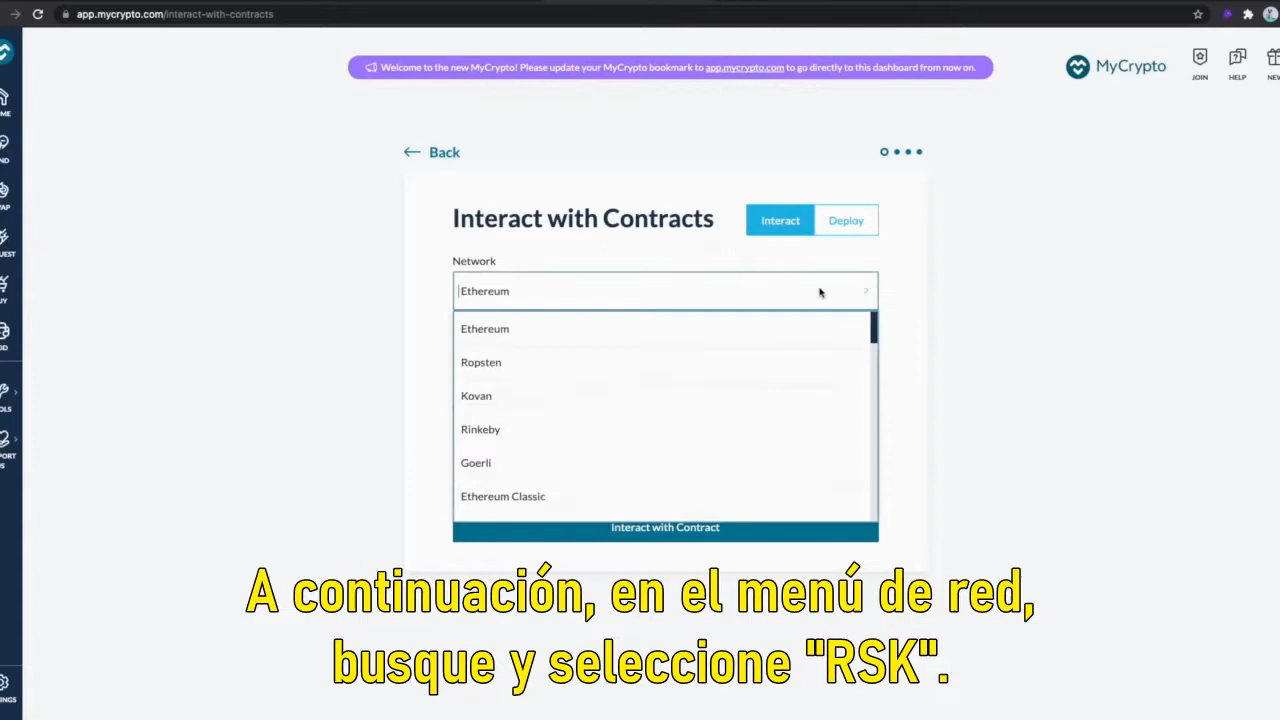 app.mycrypto.com/interact-with-contracts
Welcome to the new MyCrypto! Please update your MyCrypto bookmark to app.mycrypto.com to go directly to this dashboard from now on.
MyCrypto
JOIN
HELP
NEW
Back
Interact with Contracts
Interact
Deploy
Network
Ethereum
Ethereum
Ropsten
Kovan
Rinkeby
Goerli
Ethereum Classic
Interact with Contract
A continuación, en el menú de red,
busque y seleccione "RSK".